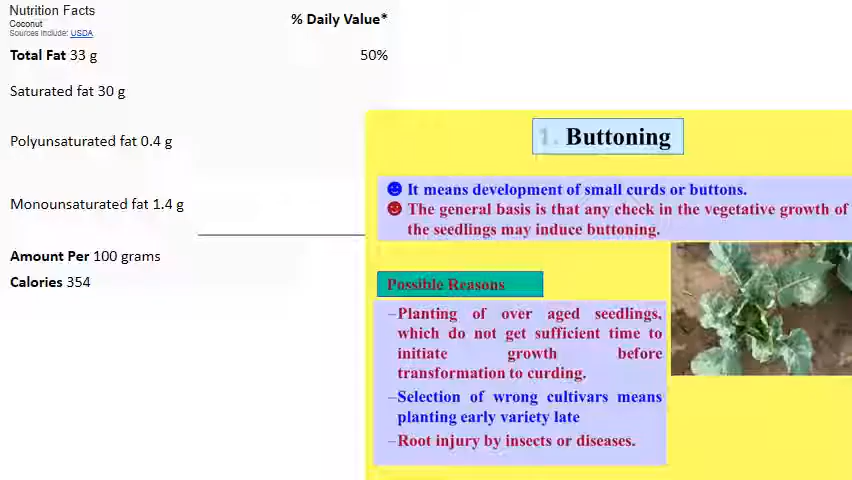 Nutrition Facts
Coconut
Sources include: USDA
% Daily Value*
Total Fat 33 g 50%
Saturated fat 30 g
Polyunsaturated fat 0.4 g
Monounsaturated fat 1.4 g
Amount Per 100 grams
Calories 354
1. Buttoning
It means development of small curds or buttons.
The general basis is that any check in the vegetative growth of
the seedlings may induce buttoning.
Possible Reasons
–Planting of over aged seedlings,
which do not get sufficient time to
initiate growth before
transformation to curding.
–Selection of wrong cultivars means
planting early variety late
–Root injury by insects or diseases.